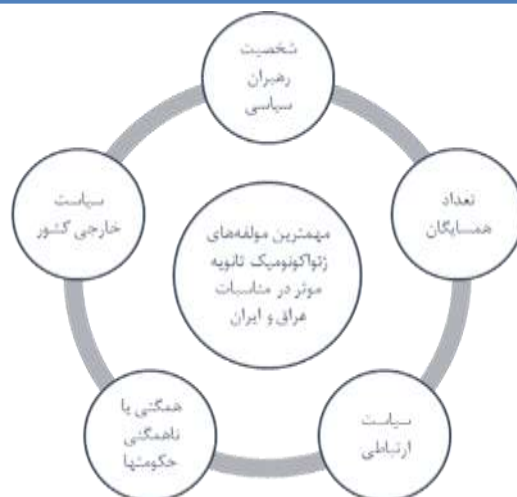 شخصیت
رهبران
سیاسی
تعداد
همسایگان
سیاست
ارتباطی
همگنی یا
ناهمگنی
حکومتها
سیاست
خارجی کشور
مهمترین مولفه‌های
ژئواکونومیک ثانویه
موثر در مناسبات
عراق و ایران